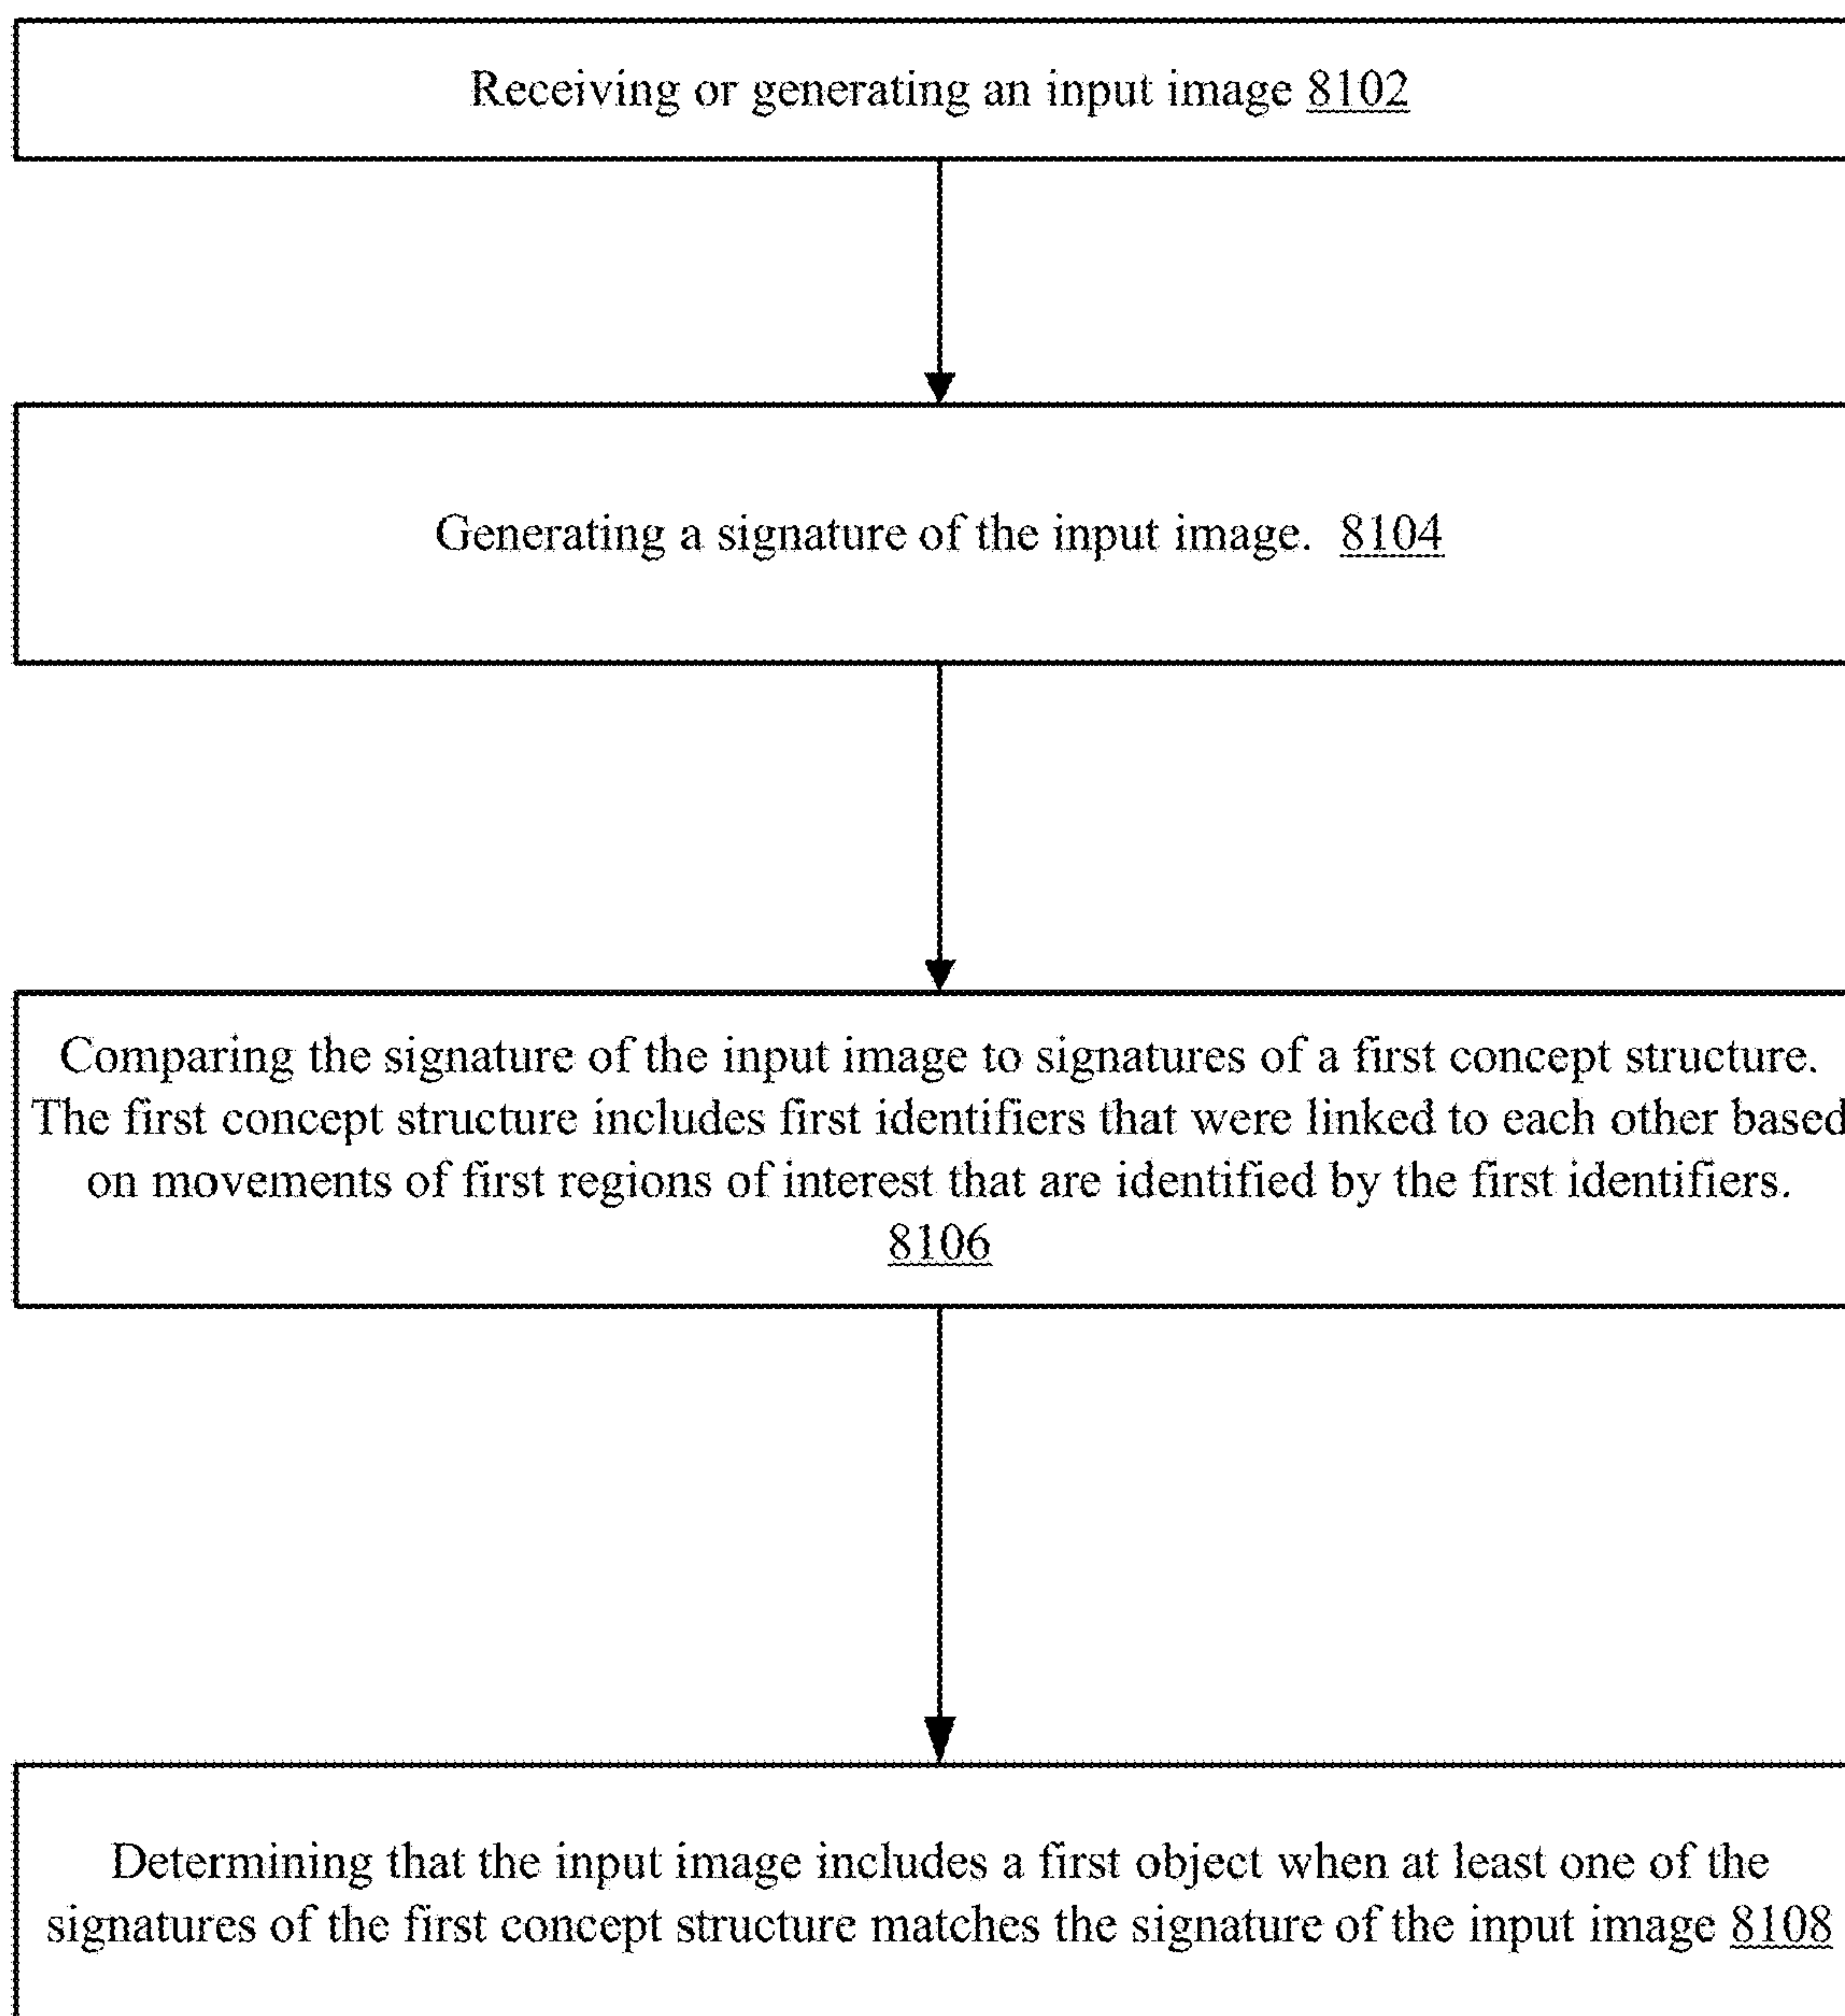 Receiving or generating an input image 8102
Generating a signature of the input image. 8104
Comparing the signature of the input image to signatures of a first concept structure.
The first concept structure includes first identifiers that were linked to each other based
on movements of first regions of interest that are identified by the first identifiers.
8106
Determining that the input image includes a first object when at least one of the
signatures of the first concept structure matches the signature of the input image 8108